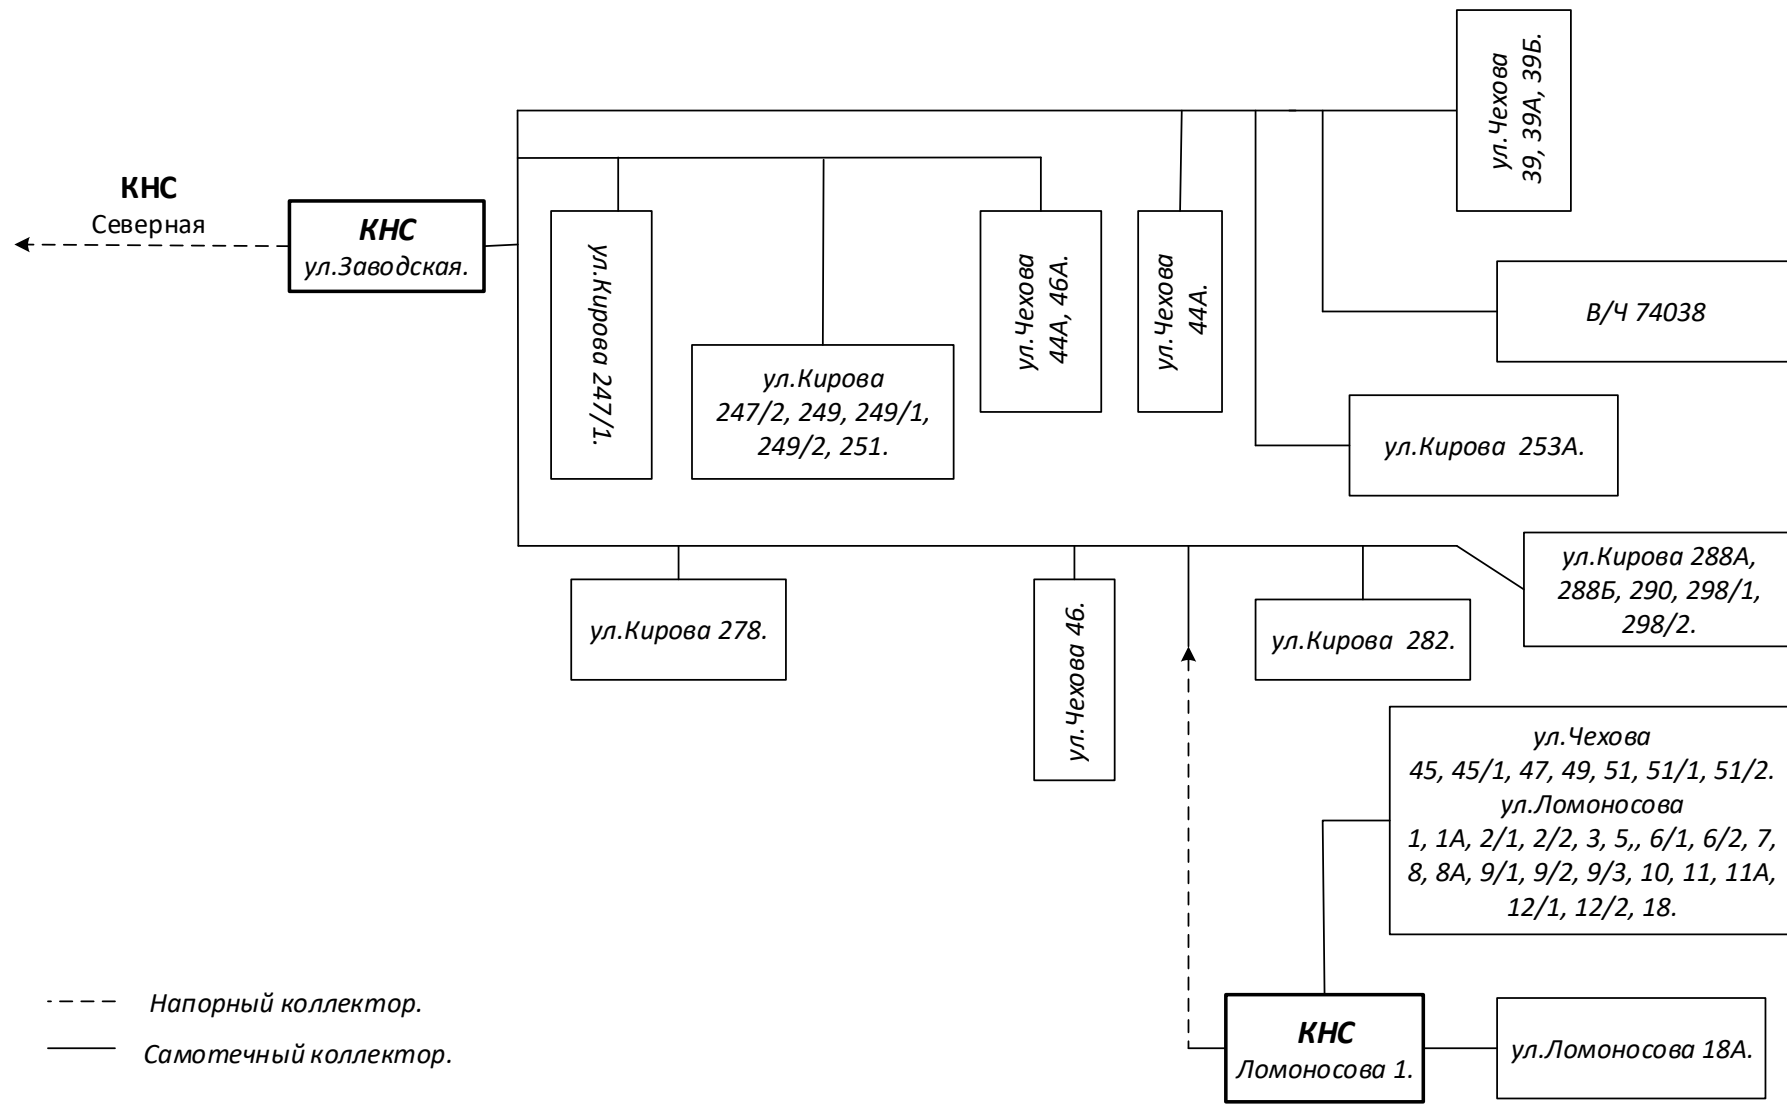 КНС
Северная
КНС
ул.Заводская.
ул.Кирова 247/1.
ул.Кирова
247/2, 249, 249/1,
249/2, 251.
ул.Чехова
44А, 46А.
ул.Чехова
44А.
ул.Чехова
39, 39А, 39Б.
В/Ч 74038
ул.Кирова 253А.
ул.Кирова 278.
ул.Чехова 46.
ул.Кирова 282.
ул.Кирова 288А,
288Б, 290, 298/1,
298/2.
ул.Чехова
45, 45/1, 47, 49, 51, 51/1, 51/2.
ул.Ломоносова
1, 1А, 2/1, 2/2, 3, 5,, 6/1, 6/2, 7,
8, 8А, 9/1, 9/2, 9/3, 10, 11, 11А,
12/1, 12/2, 18.
КНС
Ломоносова 1.
ул.Ломоносова 18А.
Напорный коллектор.
Самотечный коллектор.